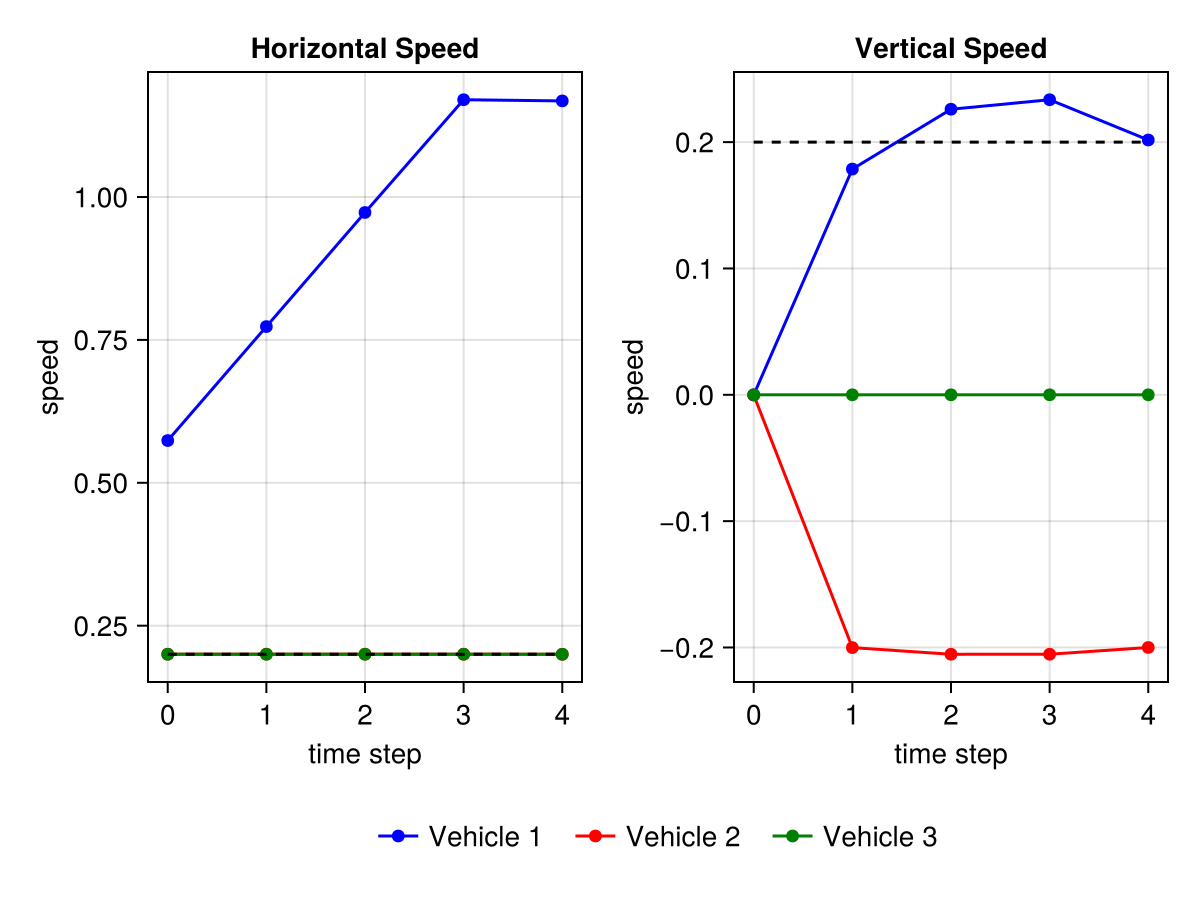 Horizontal Speed
1.00
0.75
0.50
0.25
speed
0 1 2 3 4
time step
Vertical Speed
0.2
0.1
0.0
−0.1
−0.2
speed
0 1 2 3 4
time step
Vehicle 1 Vehicle 2 Vehicle 3